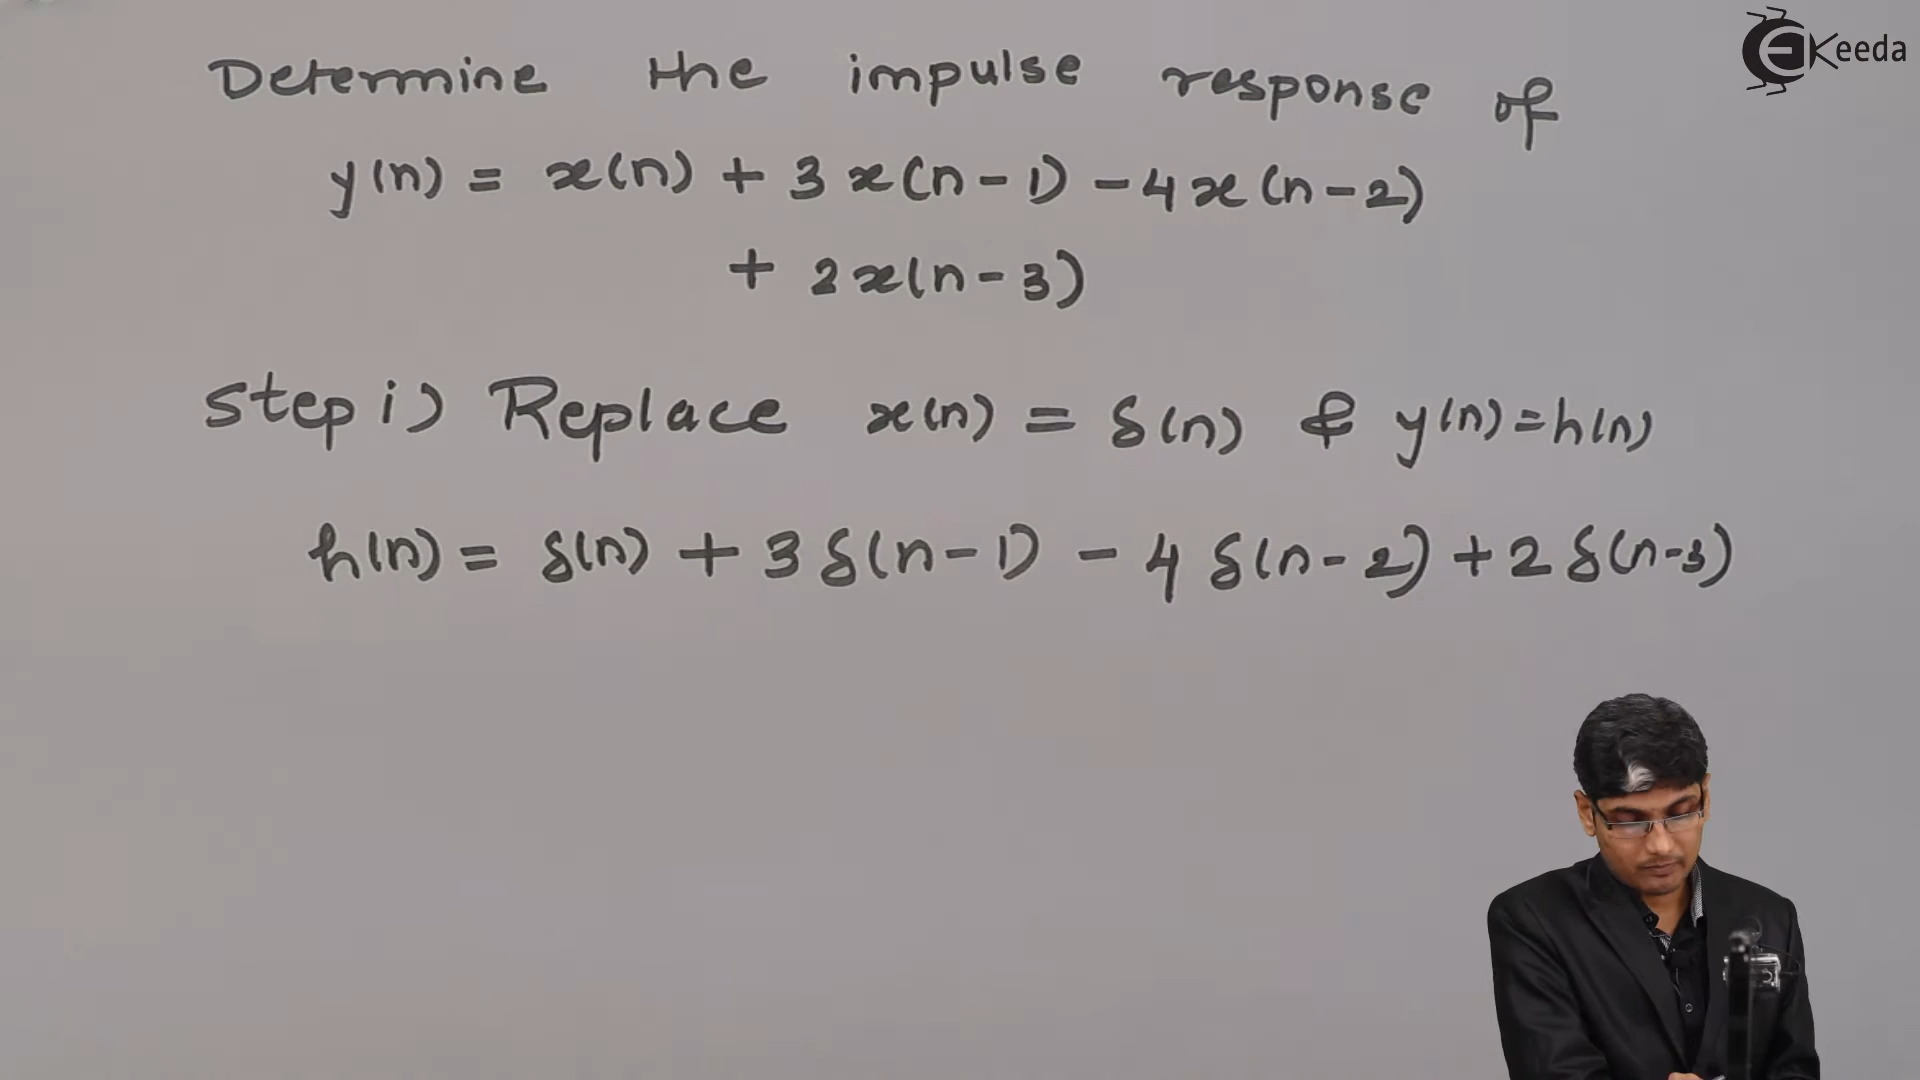 Determine the impulse response of
y(n) = x(n) + 3x(n-1) - 4x(n-2)
+ 2x(n-3)
Step i) Replace x(n) = δ(n) & y(n) = h(n)
h(n) = δ(n) + 3δ(n-1) - 4δ(n-2) + 2δ(n-3)
EKeeda